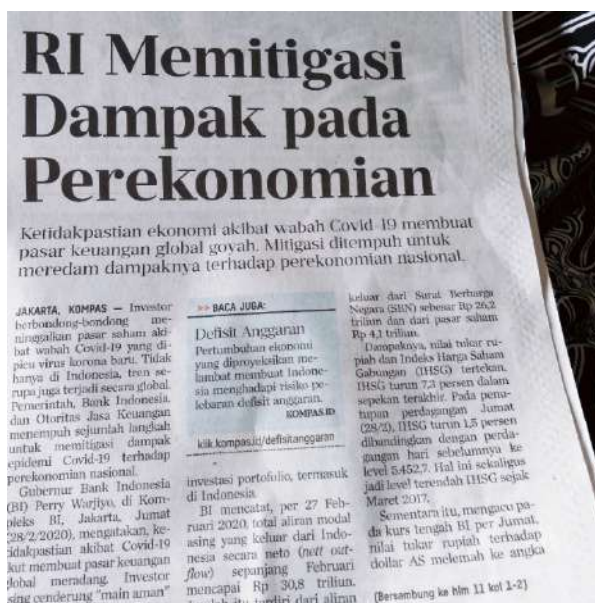 RI Memitigasi
Dampak pada
Perekonomian
Ketidakpastian ekonomi akibat wabah Covid-19 membuat
pasar keuangan global goyah. Mitigasi ditempuh untuk
meredam dampaknya terhadap perekonomian nasional.
JAKARTA, KOMPAS — Investor
berbondong-bondong me-
ninggalkan pasar saham aki-
bat wabah Covid-19 yang di-
picu virus korona baru. Tidak
hanya di Indonesia, tren se-
rupa juga terjadi secara global.
Pemerintah, Bank Indonesia,
dan Otoritas Jasa Keuangan
menempuh sejumlah langkah
untuk memitigasi dampak
epidemi Covid-19 terhadap
perekonomian nasional.
Gubernur Bank Indonesia
(BI) Perry Warjiyo, di Kom-
pleks BI, Jakarta, Jumat
(28/2/2020), mengatakan, ke-
tidakpastian akibat Covid-19
ikut membuat pasar keuangan
global meradang. Investor
asing cenderung "main aman"
>> BACA JUGA:
Defisit Anggaran
Pertumbuhan ekonomi
yang diproyeksikan me-
lambat membuat Indone-
sia menghadapi risiko pe-
lebaran defisit anggaran.
KOMPAS.ID
klik.kompas.id/defisitanggaran
investasi portofolio, termasuk
di Indonesia.
BI mencatat, per 27 Feb-
ruari 2020, total aliran modal
asing yang keluar dari Indo-
nesia secara neto (nett out-
flow) sepanjang Februari
mencapai Rp 30,8 triliun.
terdiri dari aliran
keluar dari Surat Berharga
Negara (SBN) sebesar Rp 26,2
triliun dan dari pasar saham
Rp 4,1 triliun.
Dampaknya, nilai tukar ru-
piah dan Indeks Harga Saham
Gabungan (IHSG) tertekan.
IHSG turun 7,3 persen dalam
sepekan terakhir. Pada penu-
tupan perdagangan Jumat
(28/2), IHSG turun 1,5 persen
dibandingkan dengan perda-
gangan hari sebelumnya ke
level 5.452,7. Hal ini sekaligus
jadi level terendah IHSG sejak
Maret 2017.
Sementara itu, mengacu pa-
da kurs tengah BI per Jumat,
nilai tukar rupiah terhadap
dollar AS melemah ke angka
(Bersambung ke hlm 11 kol 1-2)